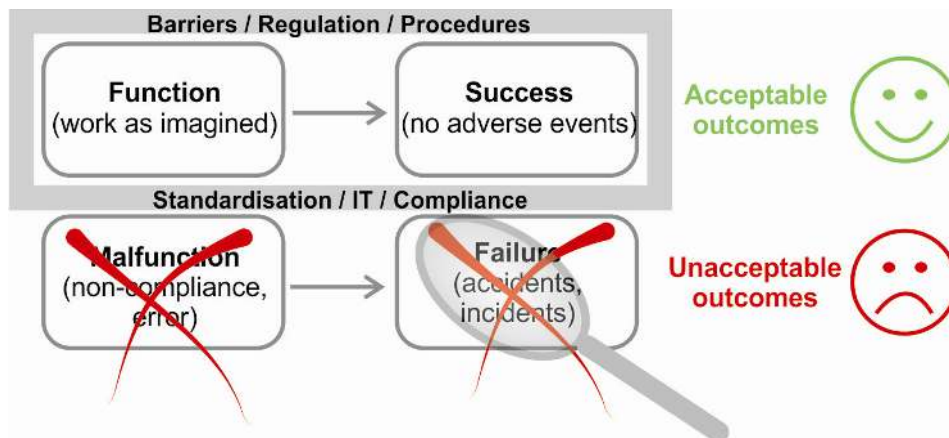 Barriers / Regulation / Procedures
Function
(work as imagined)
Success
(no adverse events)
Acceptable
outcomes
Standardisation / IT / Compliance
Malfunction
(non-compliance,
error)
Failure
(accidents,
incidents)
Unacceptable
outcomes